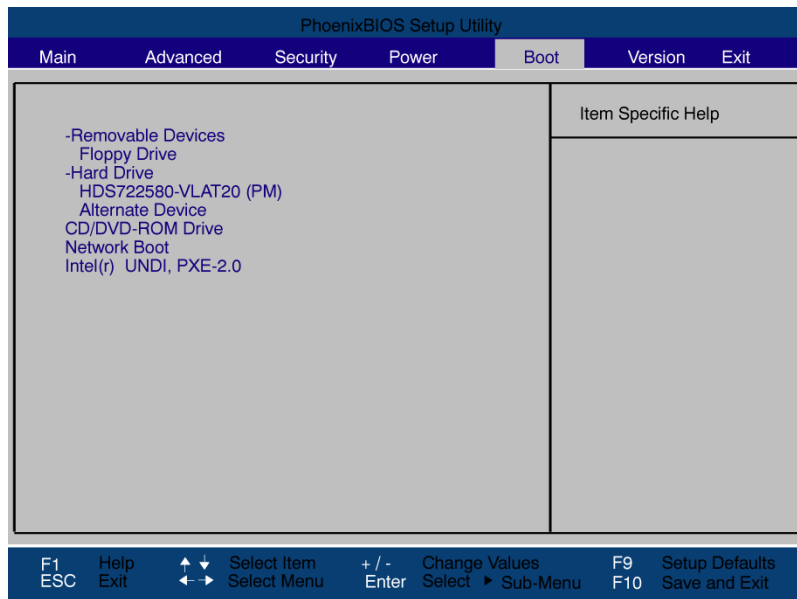 PhoenixBIOS Setup Utility
Main Advanced Security Power Boot Version Exit
Item Specific Help
-Removable Devices
Floppy Drive
-Hard Drive
HDS722580-VLAT20 (PM)
Alternate Device
CD/DVD-ROM Drive
Network Boot
Intel(r) UNDI, PXE-2.0
F1 Help Select Item +/- Change Values F9 Setup Defaults
ESC Exit Select Menu Enter Select Sub-Menu F10 Save and Exit